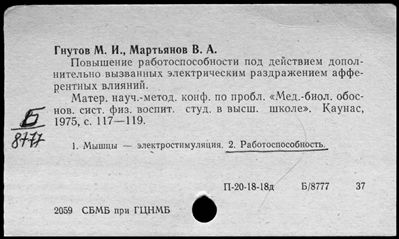 Гнутов М. И., Мартьянов В. А.
Повышение работоспособности под действием допол-
нительно вызванных электрическим раздражением аффе-
рентных влияний.
Матер. науч.-метод. конф. по пробл. «Мед.-биол. обос-
нов. сист. физ. воспит. студ. в высш. школе». Каунас,
1975, с. 117—119.
Б
8777
1. Мышцы — электростимуляция. 2. Работоспособность.
П-20-18-18д Б/8777 37
2059 СБМБ при ГЦНМБ